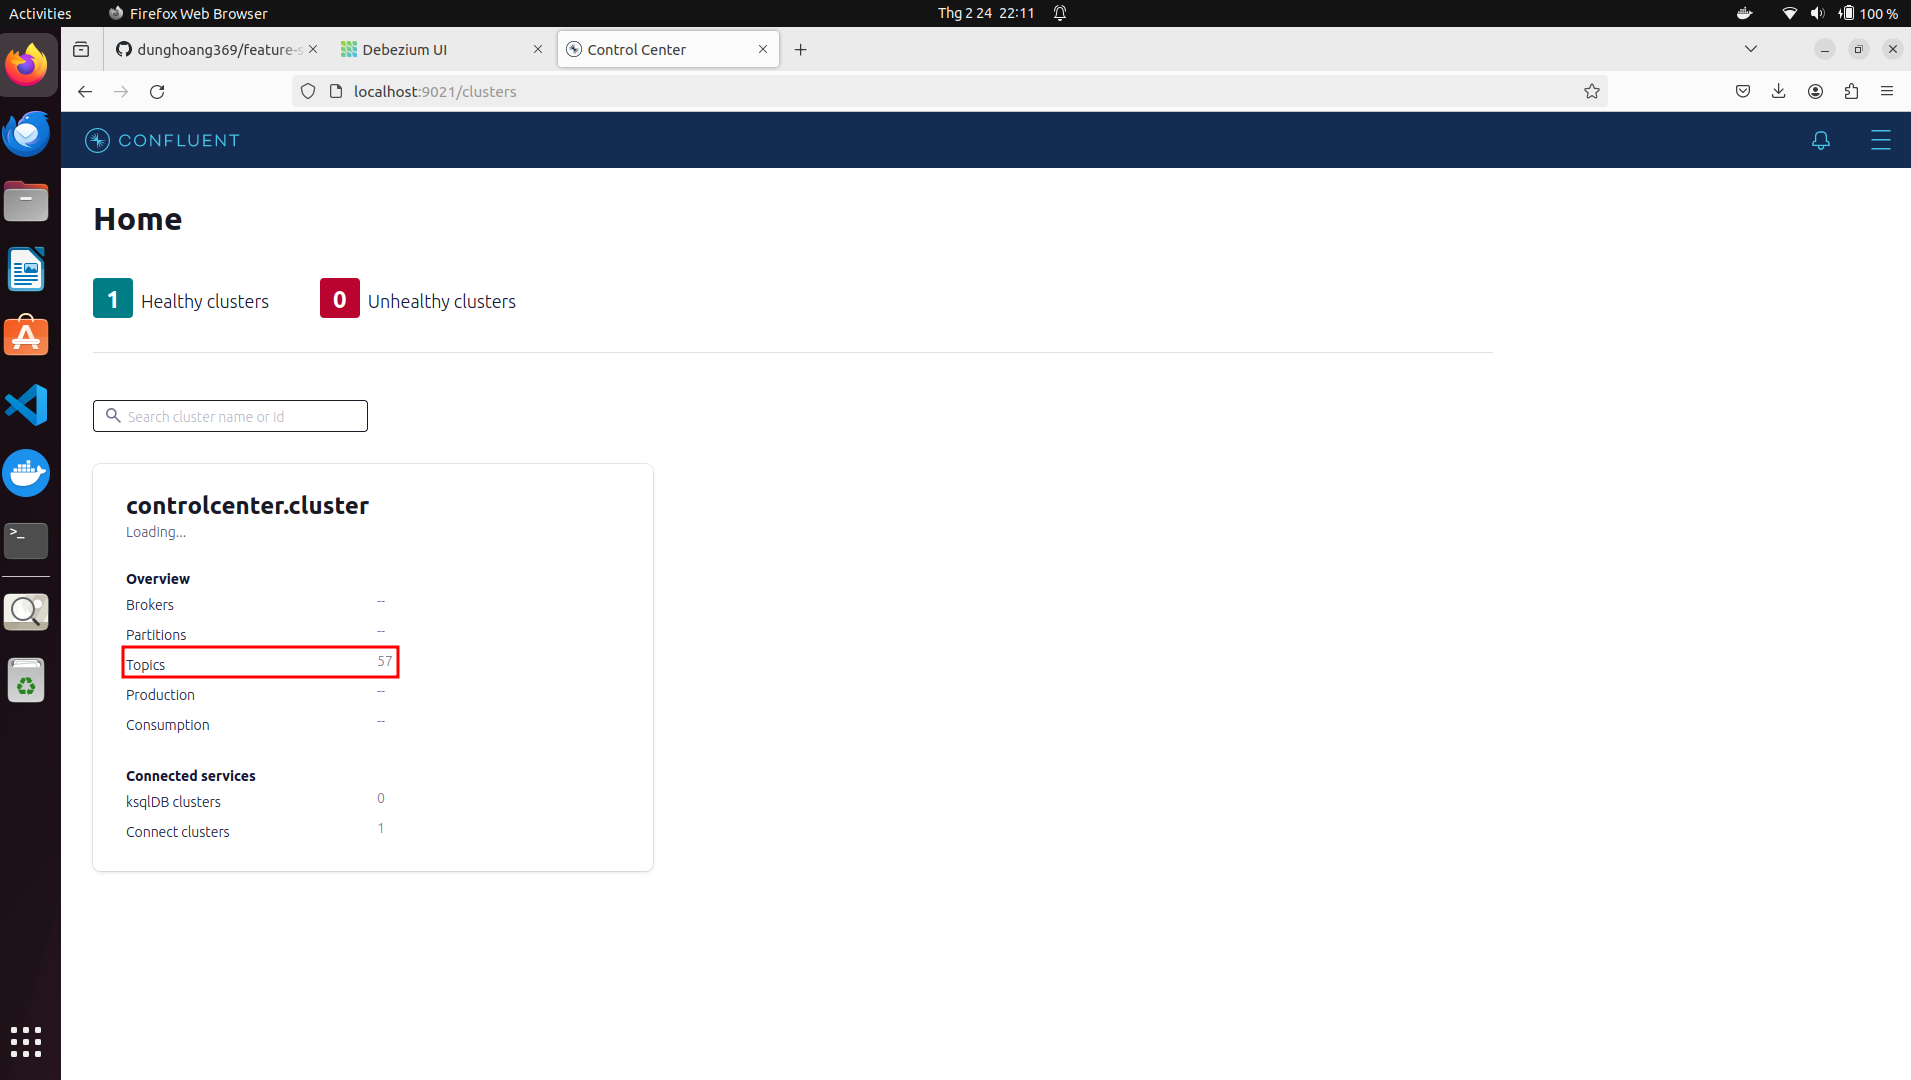 Activities
Firefox Web Browser
Thg 2 24 22:11
100 %
dunghoang369/feature-s
Debezium UI
Control Center
localhost:9021/clusters
CONFLUENT
Home
1 Healthy clusters
0 Unhealthy clusters
Search cluster name or id
controlcenter.cluster
Loading...
Overview
Brokers --
Partitions --
Topics 57
Production --
Consumption --
Connected services
ksqlDB clusters 0
Connect clusters 1